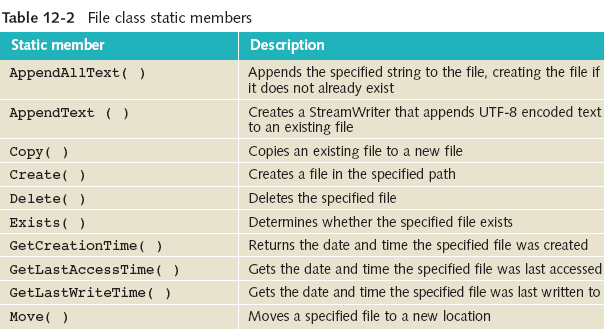 Table 12-2 File class static members
Static member Description
AppendAllText( ) Appends the specified string to the file, creating the file if
it does not already exist
AppendText ( ) Creates a StreamWriter that appends UTF-8 encoded text
to an existing file
Copy( ) Copies an existing file to a new file
Create( ) Creates a file in the specified path
Delete( ) Deletes the specified file
Exists( ) Determines whether the specified file exists
GetCreationTime( ) Returns the date and time the specified file was created
GetLastAccessTime( ) Gets the date and time the specified file was last accessed
GetLastWriteTime( ) Gets the date and time the specified file was last written to
Move( ) Moves a specified file to a new location